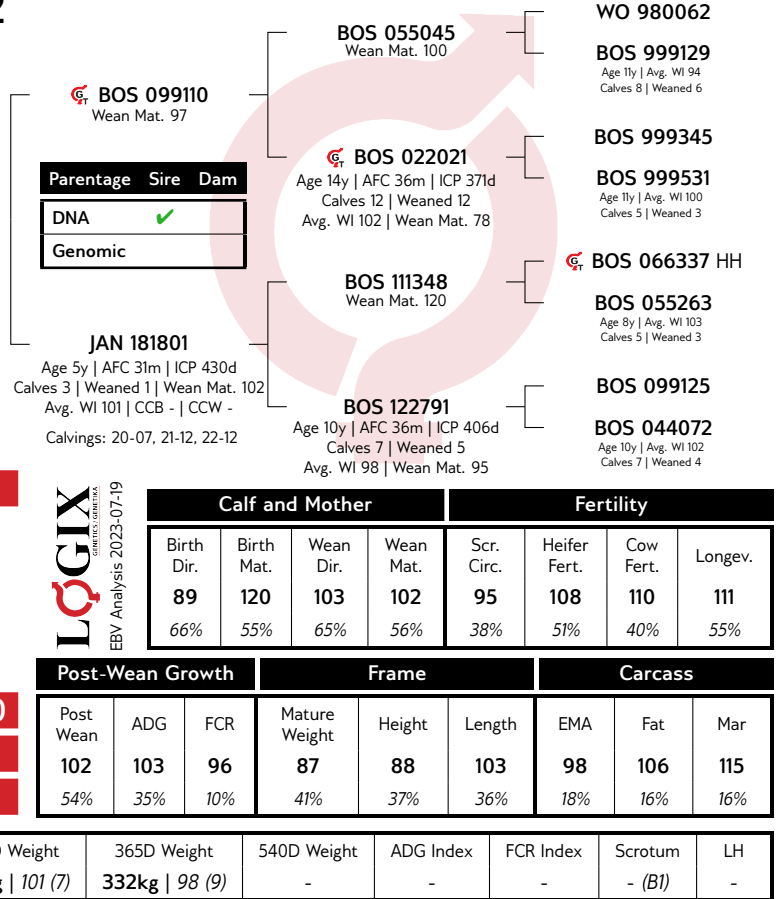 WO 980062
BOS 055045
Wean Mat. 100
BOS 999129
Age 11y | Avg. WI 94
Calves 8 | Weaned 6
BOS 099110
Wean Mat. 97
BOS 999345
BOS 022021
Age 14y | AFC 36m | ICP 371d
Calves 12 | Weaned 12
Avg. WI 102 | Wean Mat. 78
BOS 999531
Age 11y | Avg. WI 100
Calves 5 | Weaned 3
Parentage Sire Dam
DNA ✔
Genomic
BOS 066337 HH
BOS 111348
Wean Mat. 120
BOS 055263
Age 8y | Avg. WI 103
Calves 5 | Weaned 3
JAN 181801
Age 5y | AFC 31m | ICP 430d
Calves 3 | Weaned 1 | Wean Mat. 102
Avg. WI 101 | CCB - | CCW -
Calvings: 20-07, 21-12, 22-12
BOS 099125
BOS 122791
Age 10y | AFC 36m | ICP 406d
Calves 7 | Weaned 5
Avg. WI 98 | Wean Mat. 95
BOS 044072
Age 10y | Avg. WI 102
Calves 7 | Weaned 4
LOGIX
GENETICS / GENETIKA
EBV Analysis 2023-07-19
Calf and Mother Fertility
Birth Dir. Birth Mat. Wean Dir. Wean Mat. Scr. Circ. Heifer Fert. Cow Fert. Longev.
89 120 103 102 95 108 110 111
66% 55% 65% 56% 38% 51% 40% 55%
Post-Wean Growth Frame Carcass
Post Wean ADG FCR Mature Weight Height Length EMA Fat Mar
102 103 96 87 88 103 98 106 115
54% 35% 10% 41% 37% 36% 18% 16% 16%
Weight 365D Weight 540D Weight ADG Index FCR Index Scrotum LH
| 101 (7) 332kg | 98 (9) - - - - (B1) -